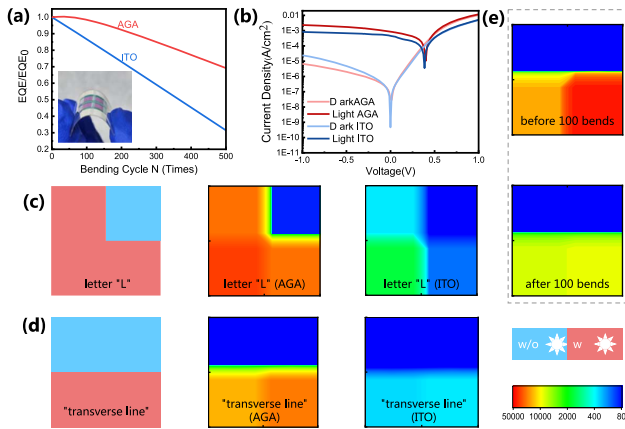 (a)
EQE/EQE0
1.0
0.9
0.8
0.7
0.6
0.5
0.4
0.3
0.2
AGA
ITO
0 100 200 300 400 500
Bending Cycle N (Times)
(b)
Current Density/A/cm²)
0.01
1E-3
1E-4
1E-5
1E-6
1E-7
1E-8
1E-9
1E-10
1E-11
D arkAGA
Light AGA
D ark ITO
Light ITO
-1.0 -0.5 0.0 0.5 1.0
Voltage(V)
(e)
before 100 bends
after 100 bends
(c)
letter "L"
letter "L" (AGA)
letter "L" (ITO)
(d)
"transverse line"
"transverse line"
(AGA)
"transverse line"
(ITO)
w/o w
50000 10000 2000 400 80